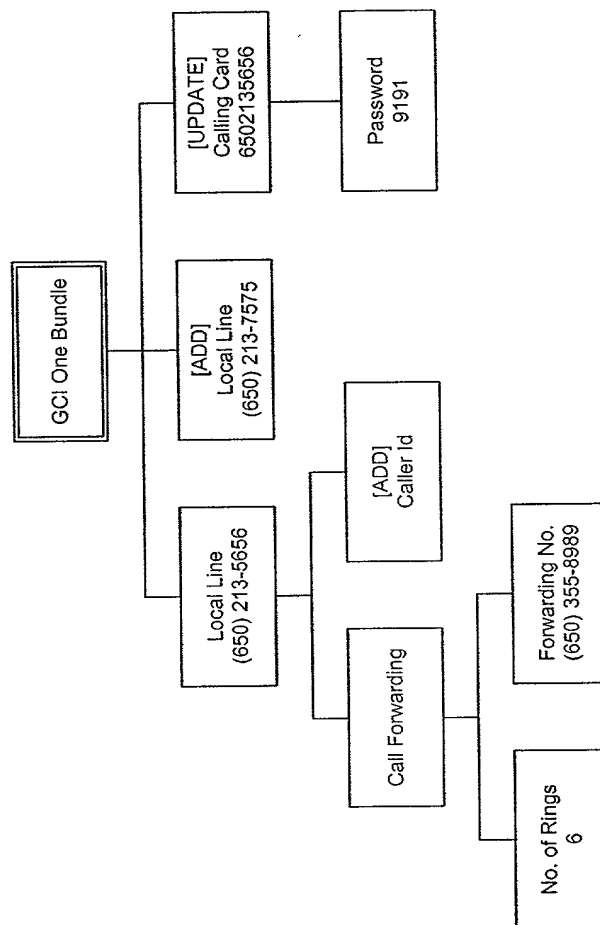 GCI One Bundle
Local Line
(650) 213-5656
[ADD]
Local Line
(650) 213-7575
[UPDATE]
Calling Card
6502135656
Call Forwarding
[ADD]
Caller Id
Password
9191
No. of Rings
6
Forwarding No.
(650) 355-8989